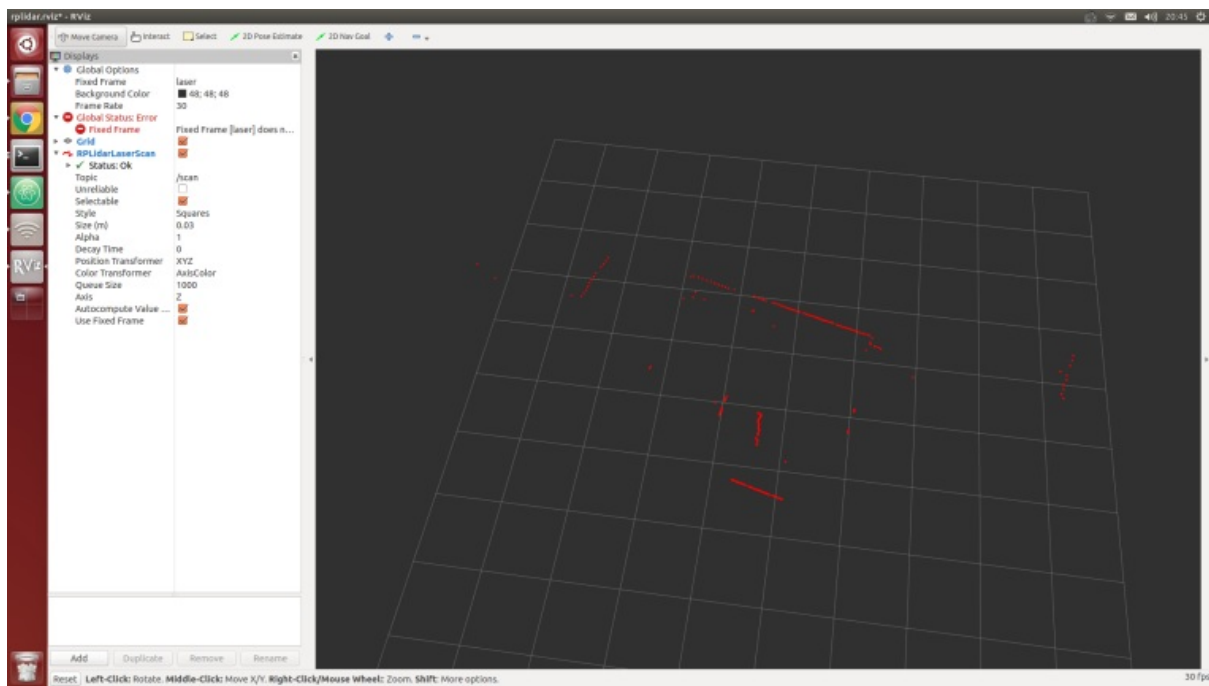 rplidar.rviz* - RViz
20:45
Move Camera Interact Select 2D Pose Estimate 2D Nav Goal
Displays
Global Options
Fixed Frame laser
Background Color 48; 48; 48
Frame Rate 30
Global Status: Error
Fixed Frame Fixed Frame [laser] does n...
Grid
RPLidarLaserScan
Status: Ok
Topic /scan
Unreliable
Selectable
Style Squares
Size (m) 0.03
Alpha 1
Decay Time 0
Position Transformer XYZ
Color Transformer AxisColor
Queue Size 1000
Axis Z
Autocompute Value ...
Use Fixed Frame
RViz
Add Duplicate Remove Rename
Reset Left-Click: Rotate. Middle-Click: Move X/Y. Right-Click/Mouse Wheel: Zoom. Shift: More options. 30 fps